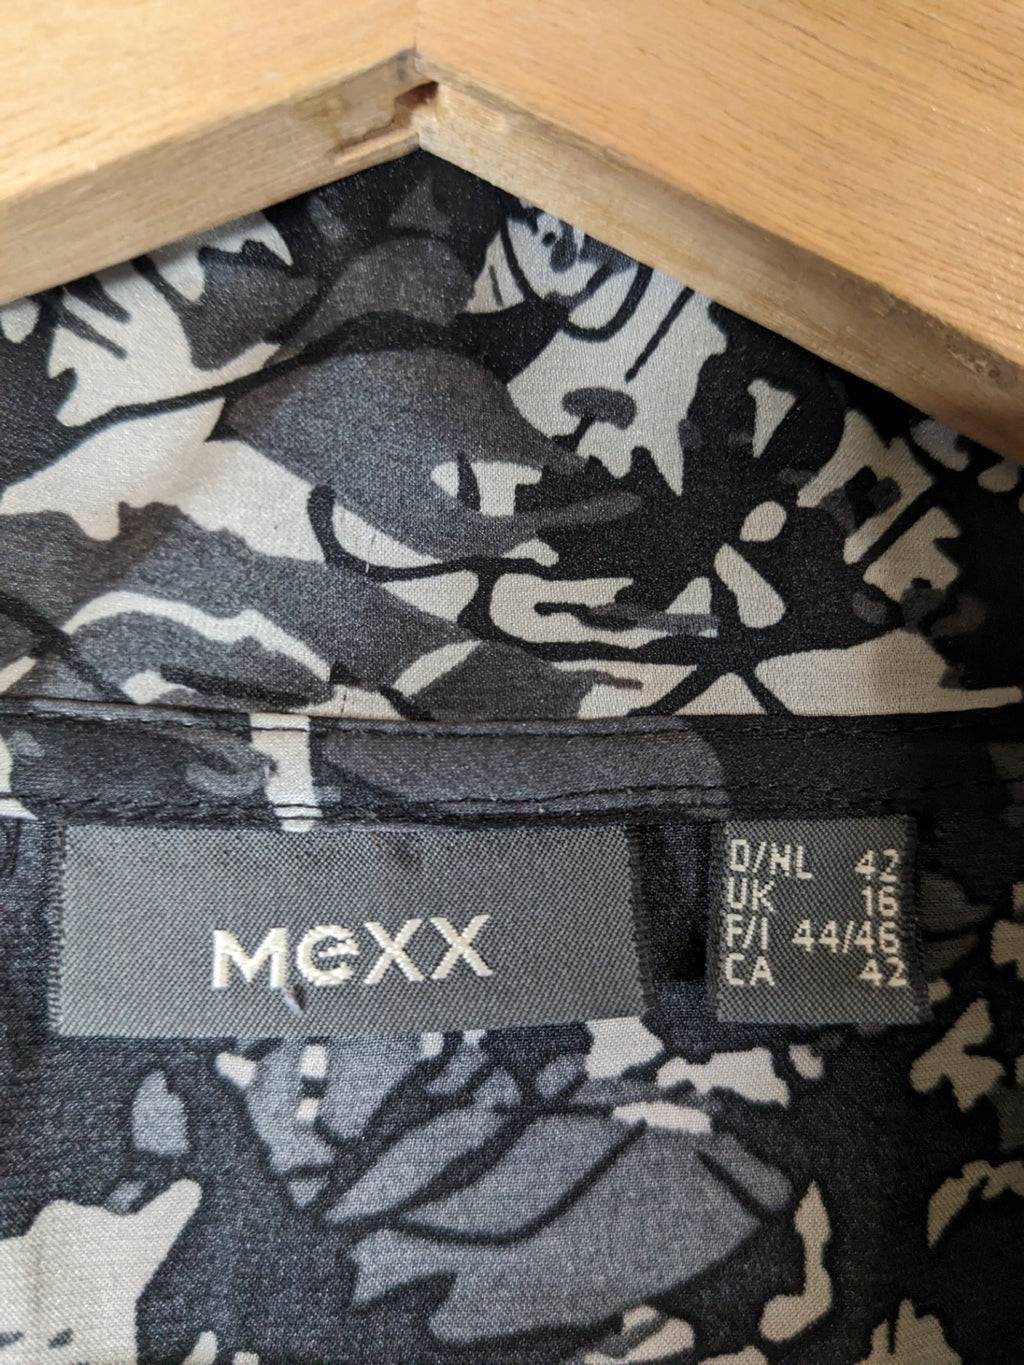 mexx
D/NL 42
UK 16
F/I 44/46
CA 42